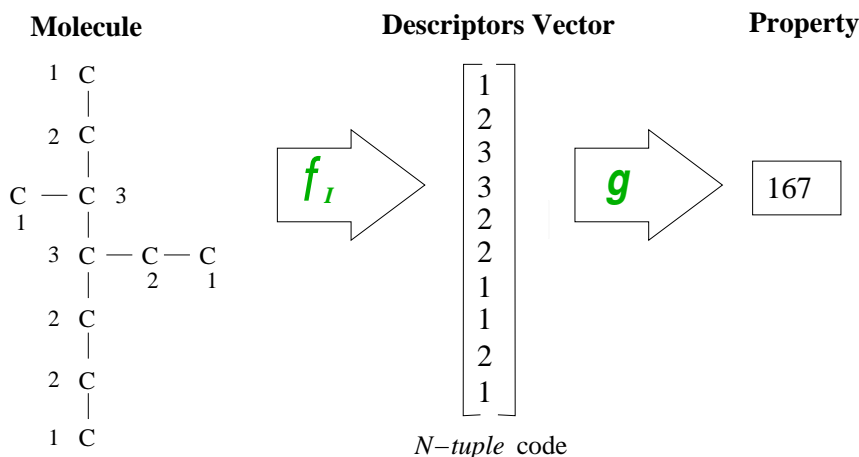 Molecule
Descriptors Vector
Property
1 C
2 C
C — C 3
1
3 C — C — C
2 1
2 C
2 C
1 C
f I
1
2
3
3
2
2
1
1
2
1
N–tuple code
g
167